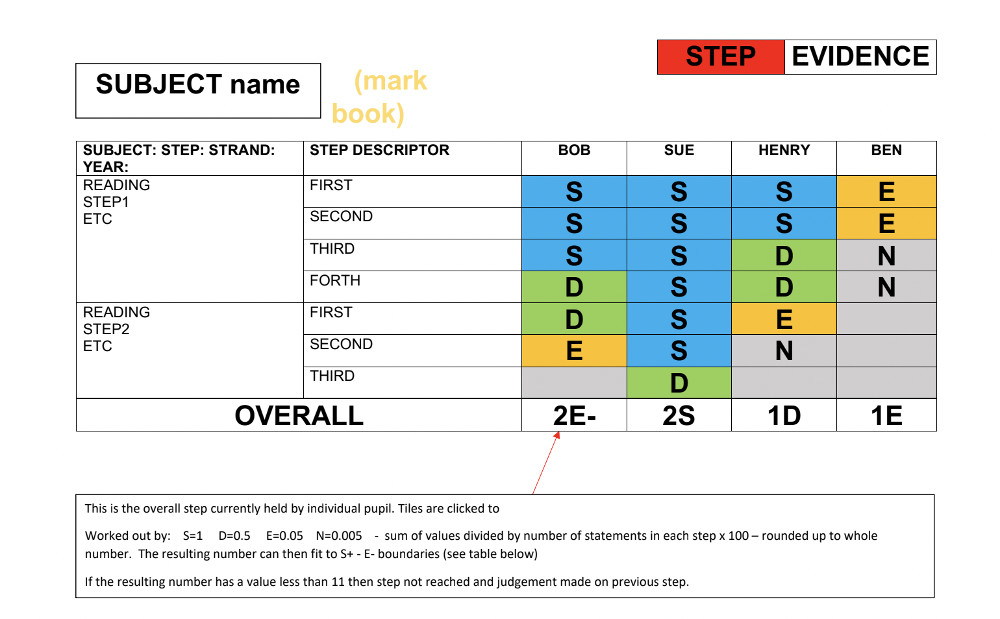 STEP EVIDENCE
SUBJECT name
(mark
book)
SUBJECT: STEP: STRAND: STEP DESCRIPTOR BOB SUE HENRY BEN
YEAR:
READING FIRST S S S E
STEP1
ETC SECOND S S S E
THIRD S S D N
FORTH D S D N
READING FIRST D S E
STEP2
ETC SECOND E S N
THIRD D
OVERALL 2E- 2S 1D 1E
This is the overall step currently held by individual pupil. Tiles are clicked to
Worked out by: S=1 D=0.5 E=0.05 N=0.005 - sum of values divided by number of statements in each step x 100 – rounded up to whole
number. The resulting number can then fit to S+ - E- boundaries (see table below)
If the resulting number has a value less than 11 then step not reached and judgement made on previous step.